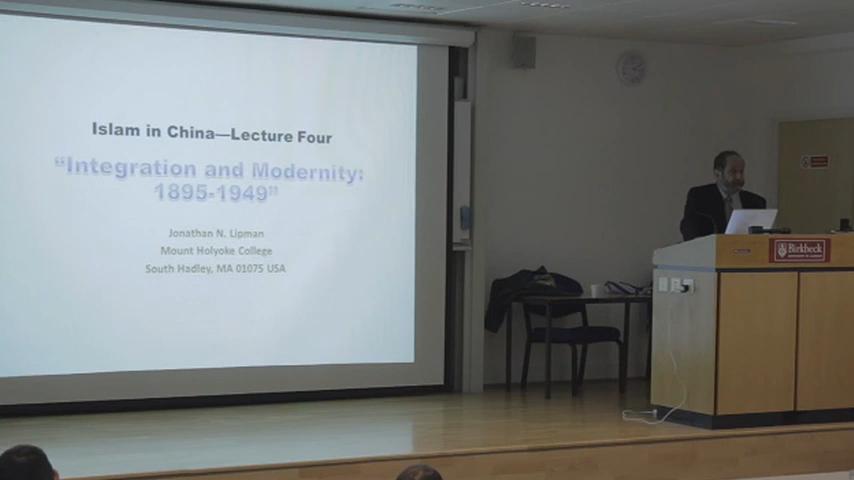 Islam in China—Lecture Four
“Integration and Modernity:
1895-1949”
Jonathan N. Lipman
Mount Holyoke College
South Hadley, MA 01075 USA
Birkbeck